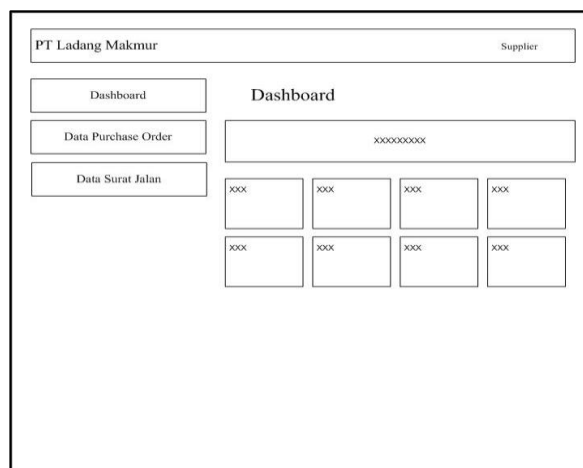 PT Ladang Makmur Supplier
Dashboard
Data Purchase Order
Data Surat Jalan
Dashboard
XXXXXXXXX
XXX XXX XXX XXX
XXX XXX XXX XXX